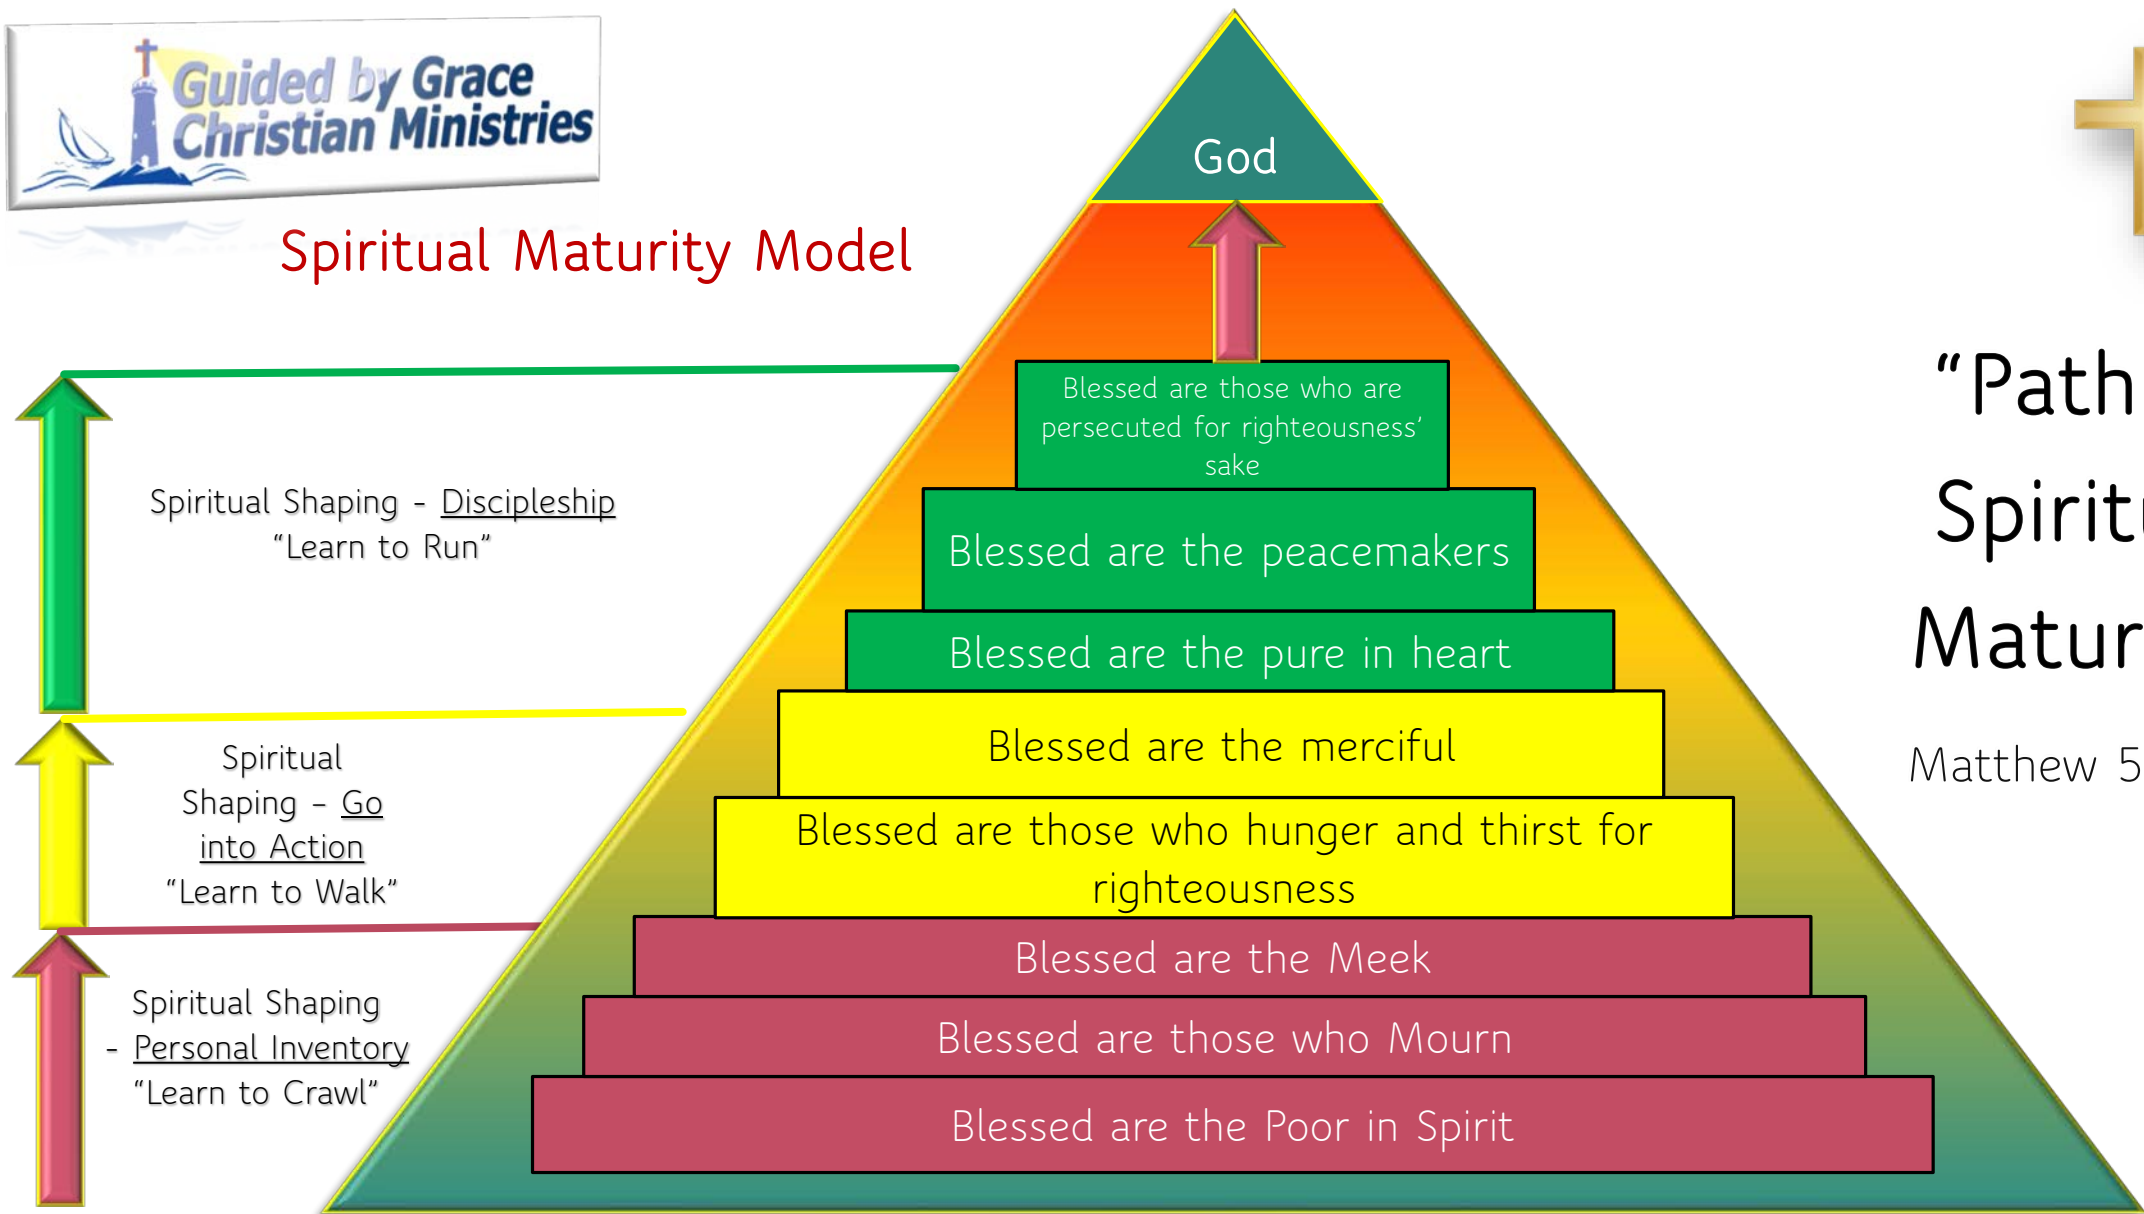 Guided by Grace
Christian Ministries
Spiritual Maturity Model
God
Blessed are those who are
persecuted for righteousness’
sake
Blessed are the peacemakers
Blessed are the pure in heart
Blessed are the merciful
Blessed are those who hunger and thirst for
righteousness
Blessed are the Meek
Blessed are those who Mourn
Blessed are the Poor in Spirit
Spiritual Shaping - Discipleship
“Learn to Run”
Spiritual
Shaping – Go
into Action
“Learn to Walk”
Spiritual Shaping
- Personal Inventory
“Learn to Crawl”
“Path
Matthew 5